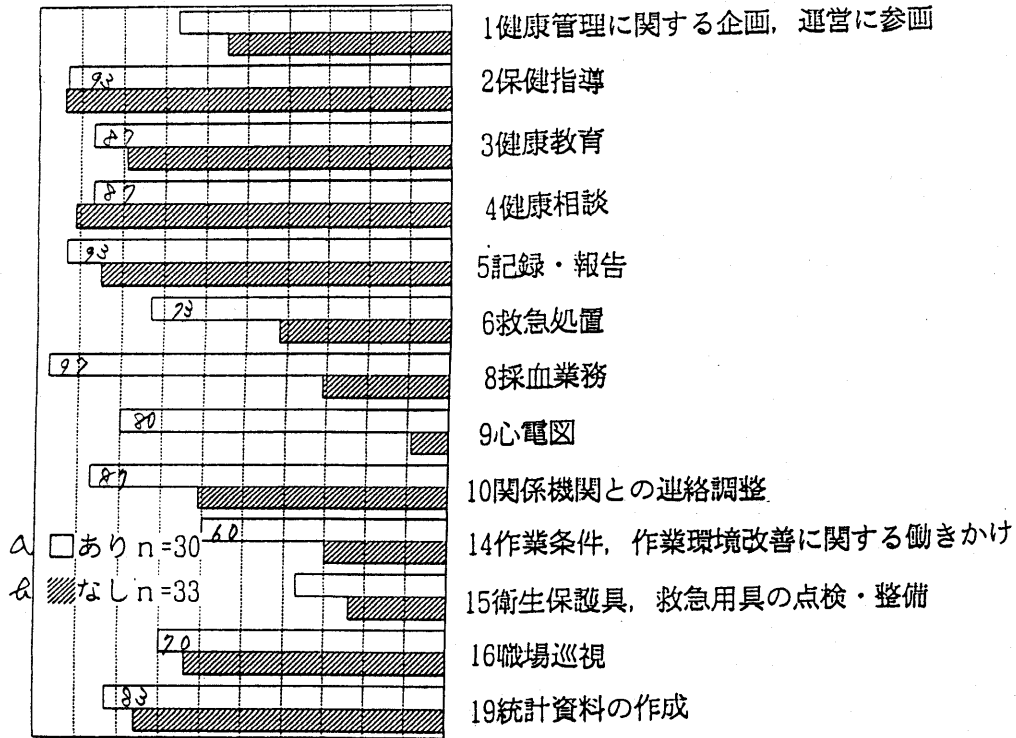 1健康管理に関する企画，運営に参画
93
2保健指導
87
3健康教育
87
4健康相談
93
5記録・報告
73
6救急処置
97
8採血業務
80
9心電図
87
10関係機関との連絡調整
60
14作業条件，作業環境改善に関する働きかけ
a □ありn=30
b なしn=33
15衛生保護具，救急用具の点検・整備
70
16職場巡視
83
19統計資料の作成